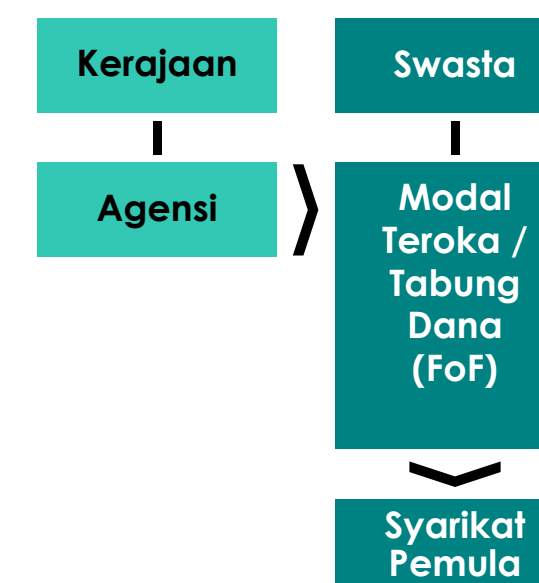 Kerajaan
Swasta
Agensi
Modal
Teroka /
Tabung
Dana
(FoF)
Syarikat
Pemula